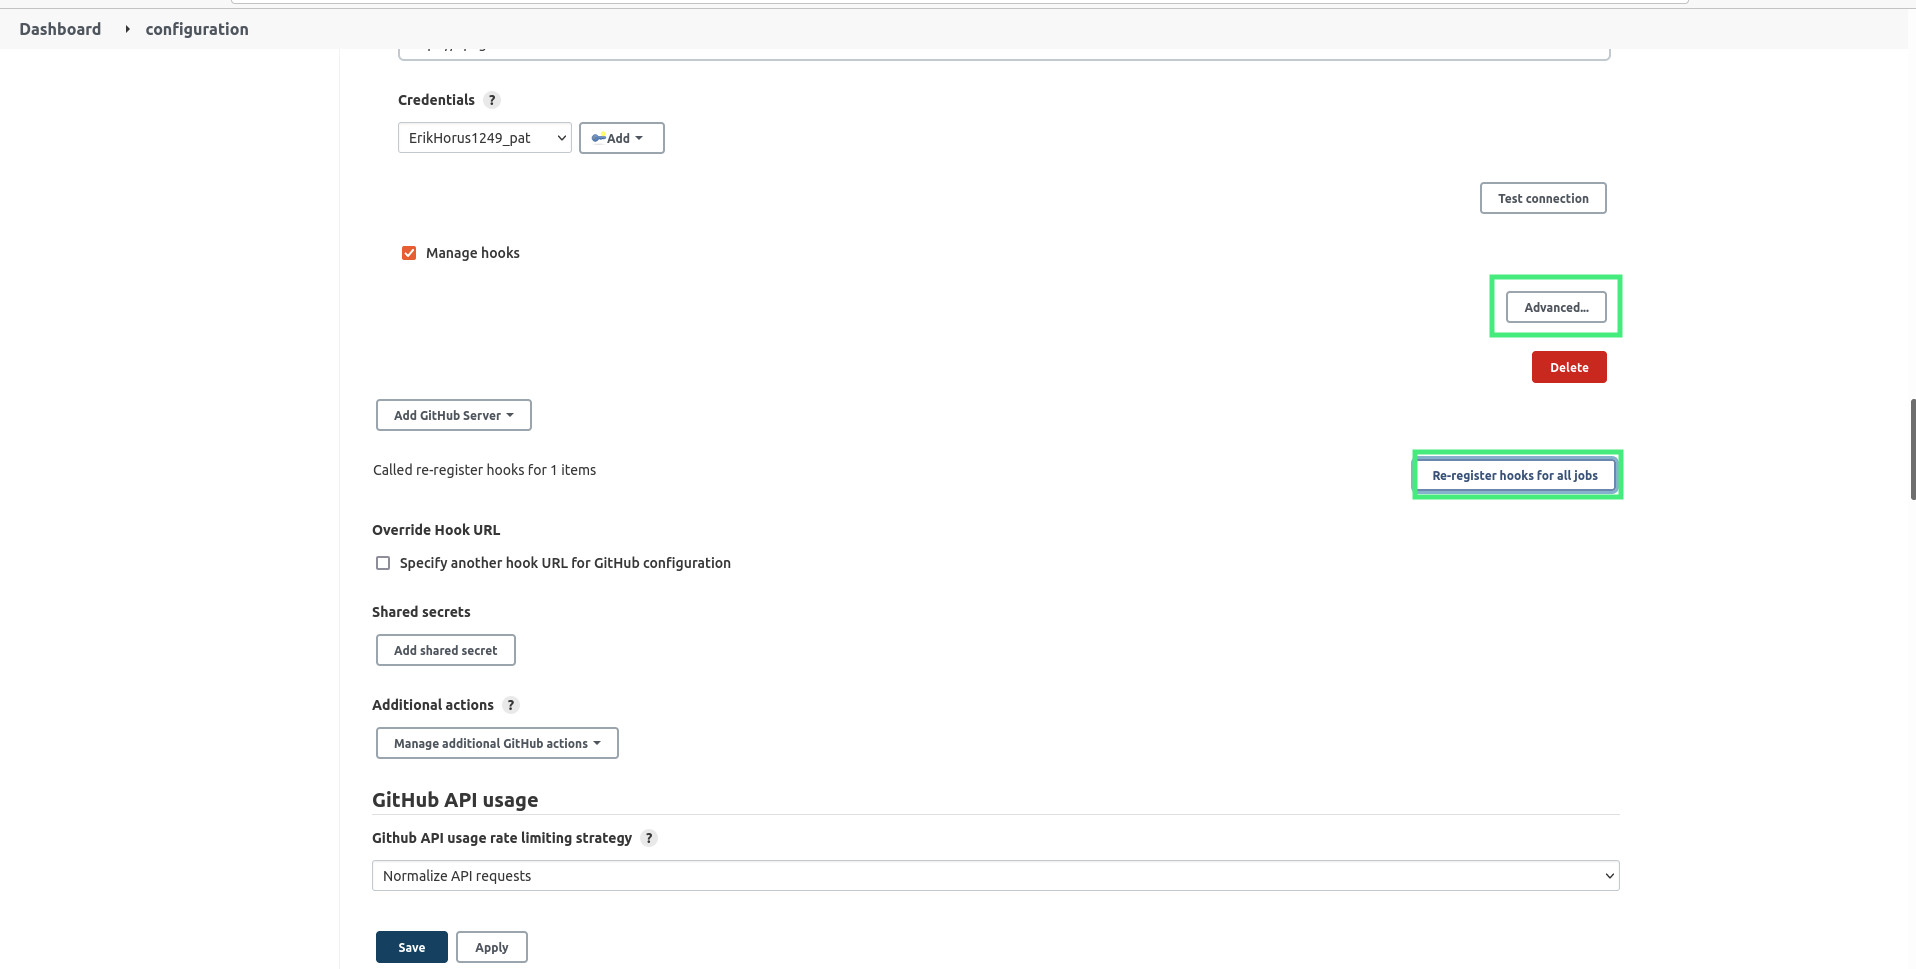 Dashboard configuration
Credentials ?
ErikHorus1249_pat Add
Test connection
Manage hooks
Advanced...
Delete
Add GitHub Server
Called re-register hooks for 1 items
Re-register hooks for all jobs
Override Hook URL
Specify another hook URL for GitHub configuration
Shared secrets
Add shared secret
Additional actions ?
Manage additional GitHub actions
GitHub API usage
Github API usage rate limiting strategy ?
Normalize API requests
Save Apply